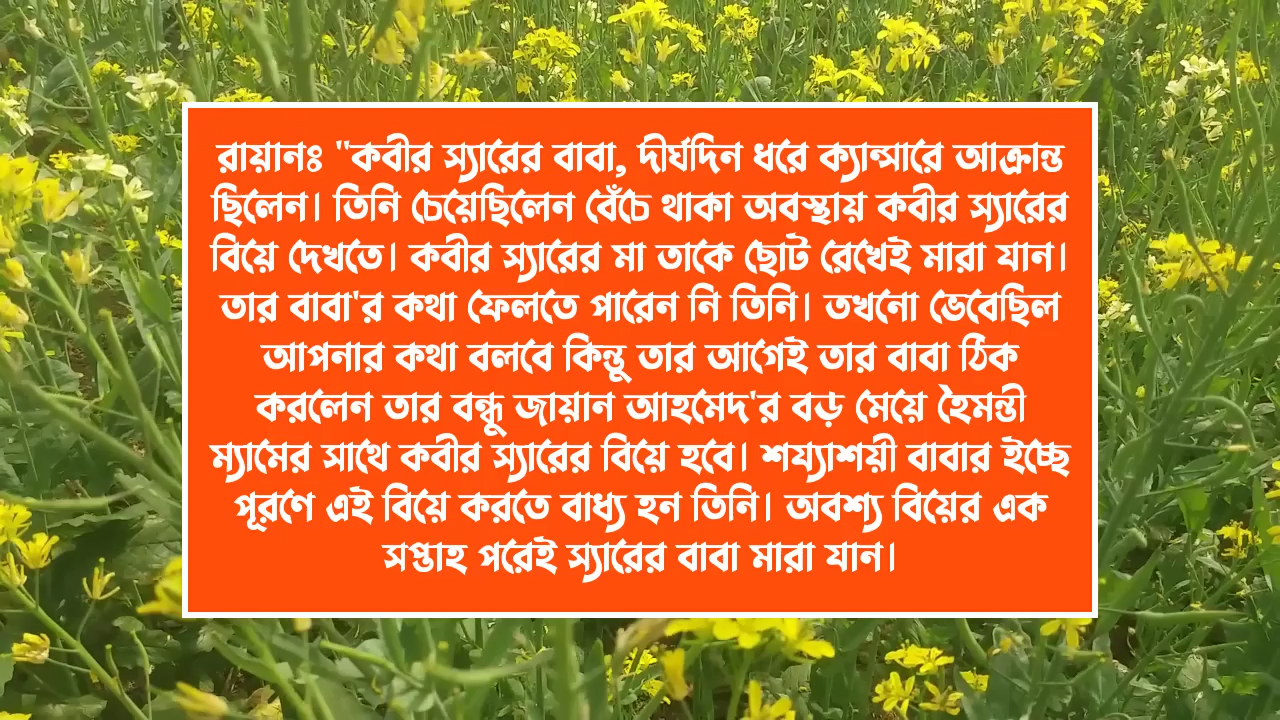 রায়ানঃ "কবীর স্যারের বাবা, দীর্ঘদিন ধরে ক্যান্সারে আক্রান্ত
ছিলেন। তিনি চেয়েছিলেন বেঁচে থাকা অবস্থায় কবীর স্যারের
বিয়ে দেখতে। কবীর স্যারের মা তাকে ছোট রেখেই মারা যান।
তার বাবা'র কথা ফেলতে পারেন নি তিনি। তখনো ভেবেছিল
আপনার কথা বলবে কিন্তু তার আগেই তার বাবা ঠিক
করলেন তার বন্ধু জায়ান আহমেদ'র বড় মেয়ে হৈমন্তী
ম্যামের সাথে কবীর স্যারের বিয়ে হবে। শয্যাশয়ী বাবার ইচ্ছে
পূরণে এই বিয়ে করতে বাধ্য হন তিনি। অবশ্য বিয়ের এক
সপ্তাহ পরেই স্যারের বাবা মারা যান।